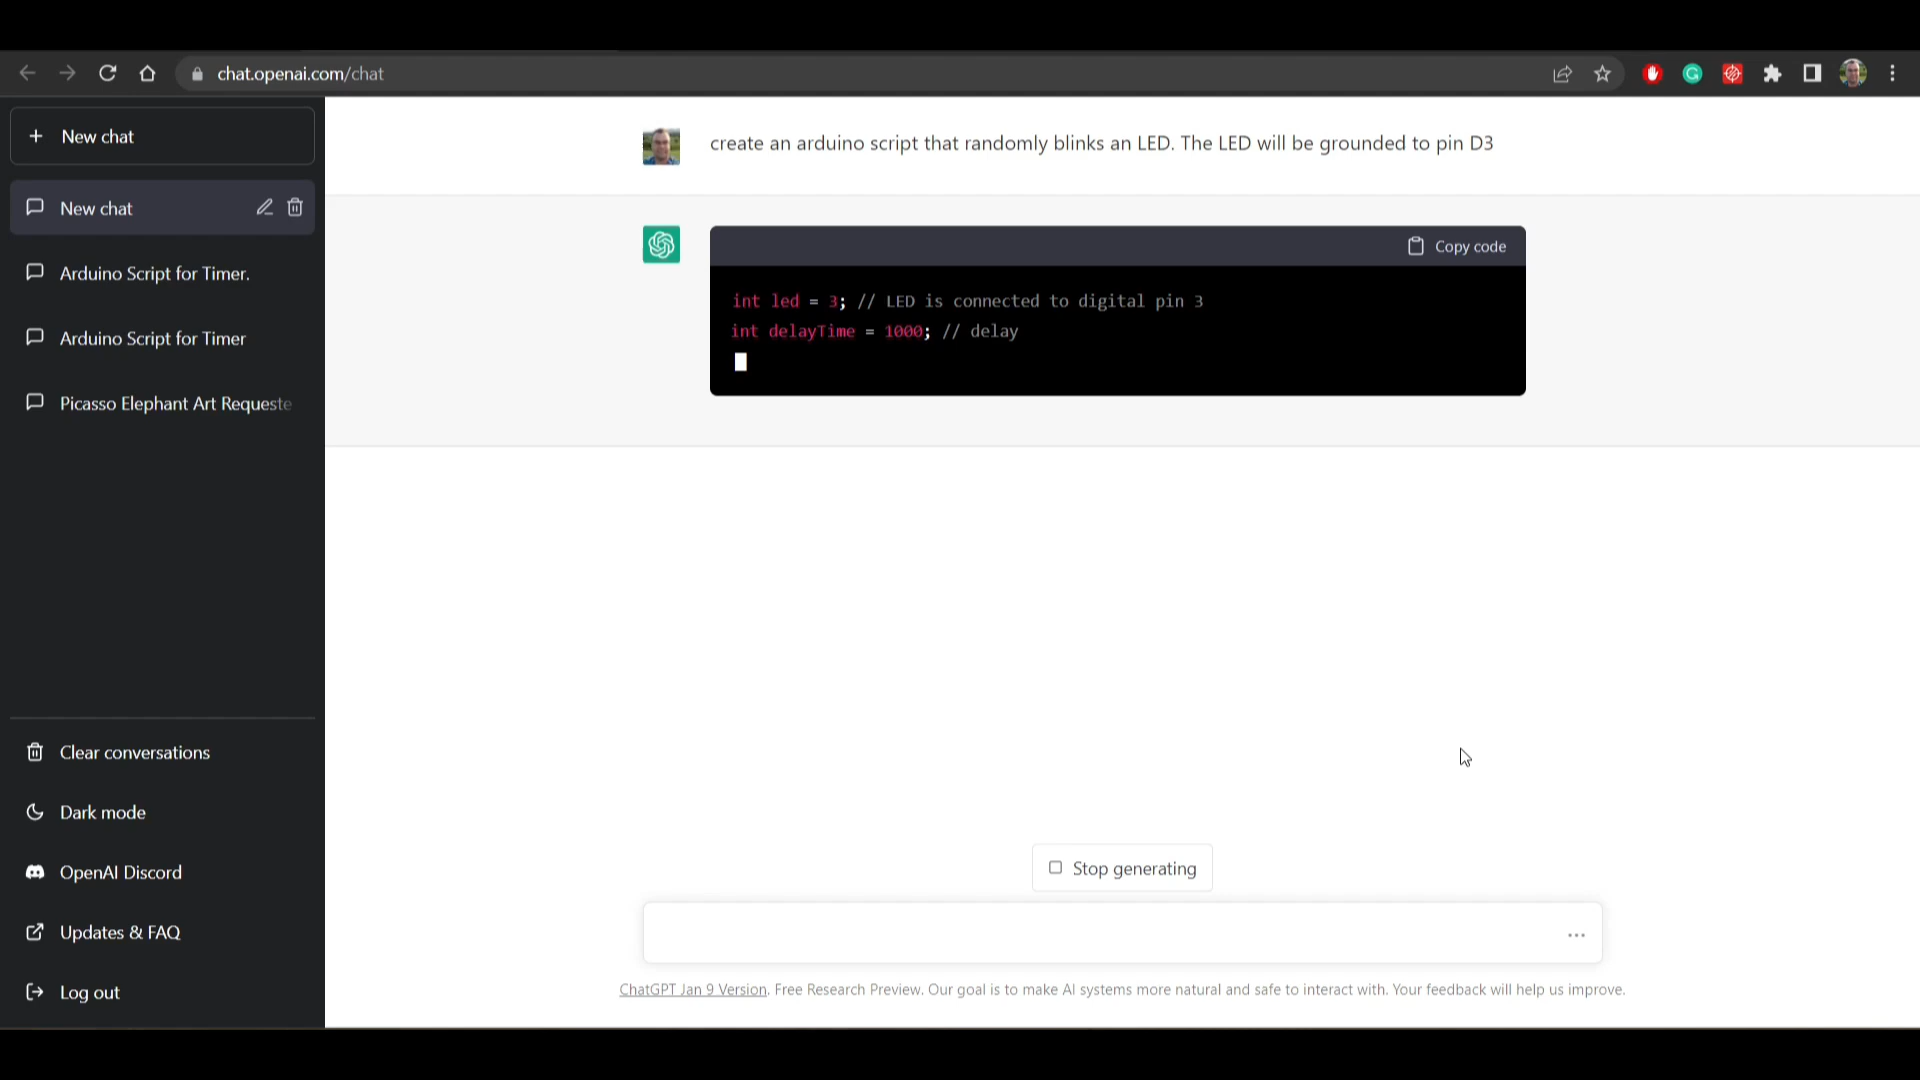 chat.openai.com/chat
New chat
New chat
Arduino Script for Timer.
Arduino Script for Timer
Picasso Elephant Art Requeste
Clear conversations
Dark mode
OpenAI Discord
Updates & FAQ
Log out
create an arduino script that randomly blinks an LED. The LED will be grounded to pin D3
Copy code
int led = 3; // LED is connected to digital pin 3
int delayTime = 1000; // delay
Stop generating
ChatGPT Jan 9 Version. Free Research Preview. Our goal is to make AI systems more natural and safe to interact with. Your feedback will help us improve.